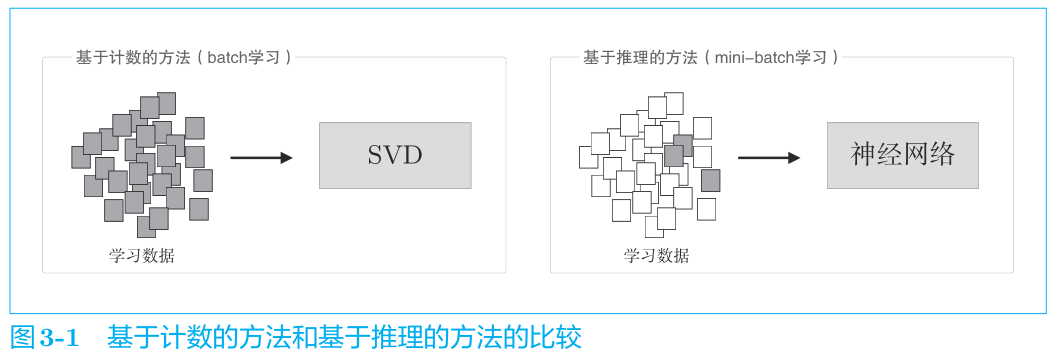 基于计数的方法（batch学习）
SVD
学习数据
基于推理的方法（mini-batch学习）
神经网络
学习数据
图3-1 基于计数的方法和基于推理的方法的比较